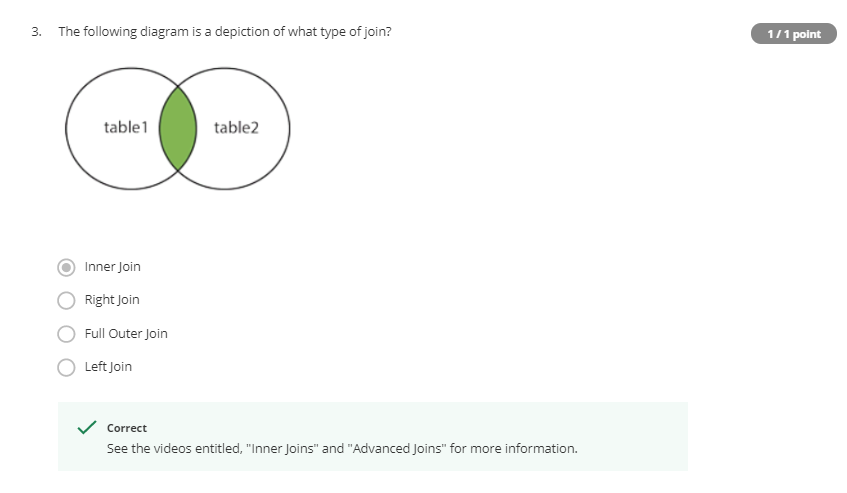 3. The following diagram is a depiction of what type of join?
1 / 1 point
table1 table2
Inner Join
Right Join
Full Outer Join
Left Join
Correct
See the videos entitled, "Inner Joins" and "Advanced Joins" for more information.